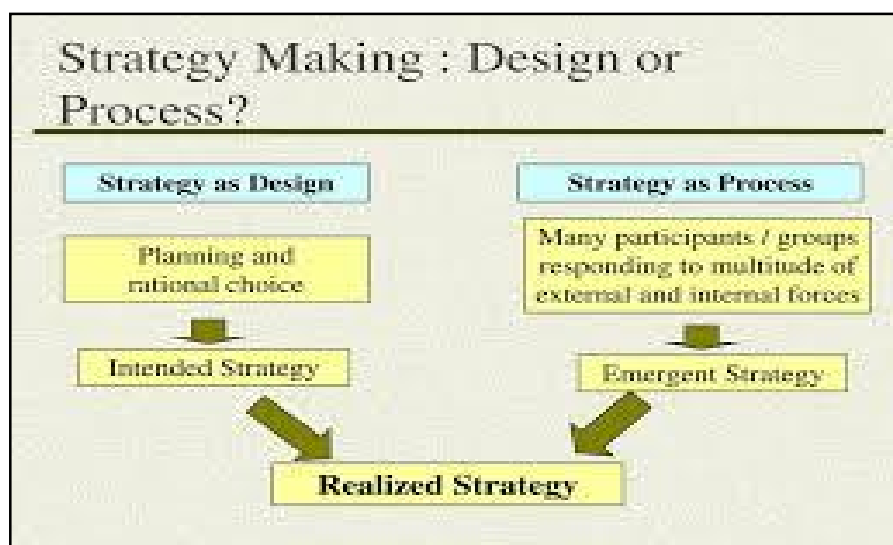 Strategy Making : Design or
Process?
Strategy as Design
Strategy as Process
Planning and
rational choice
Many participants / groups
responding to multitude of
external and internal forces
Intended Strategy
Emergent Strategy
Realized Strategy